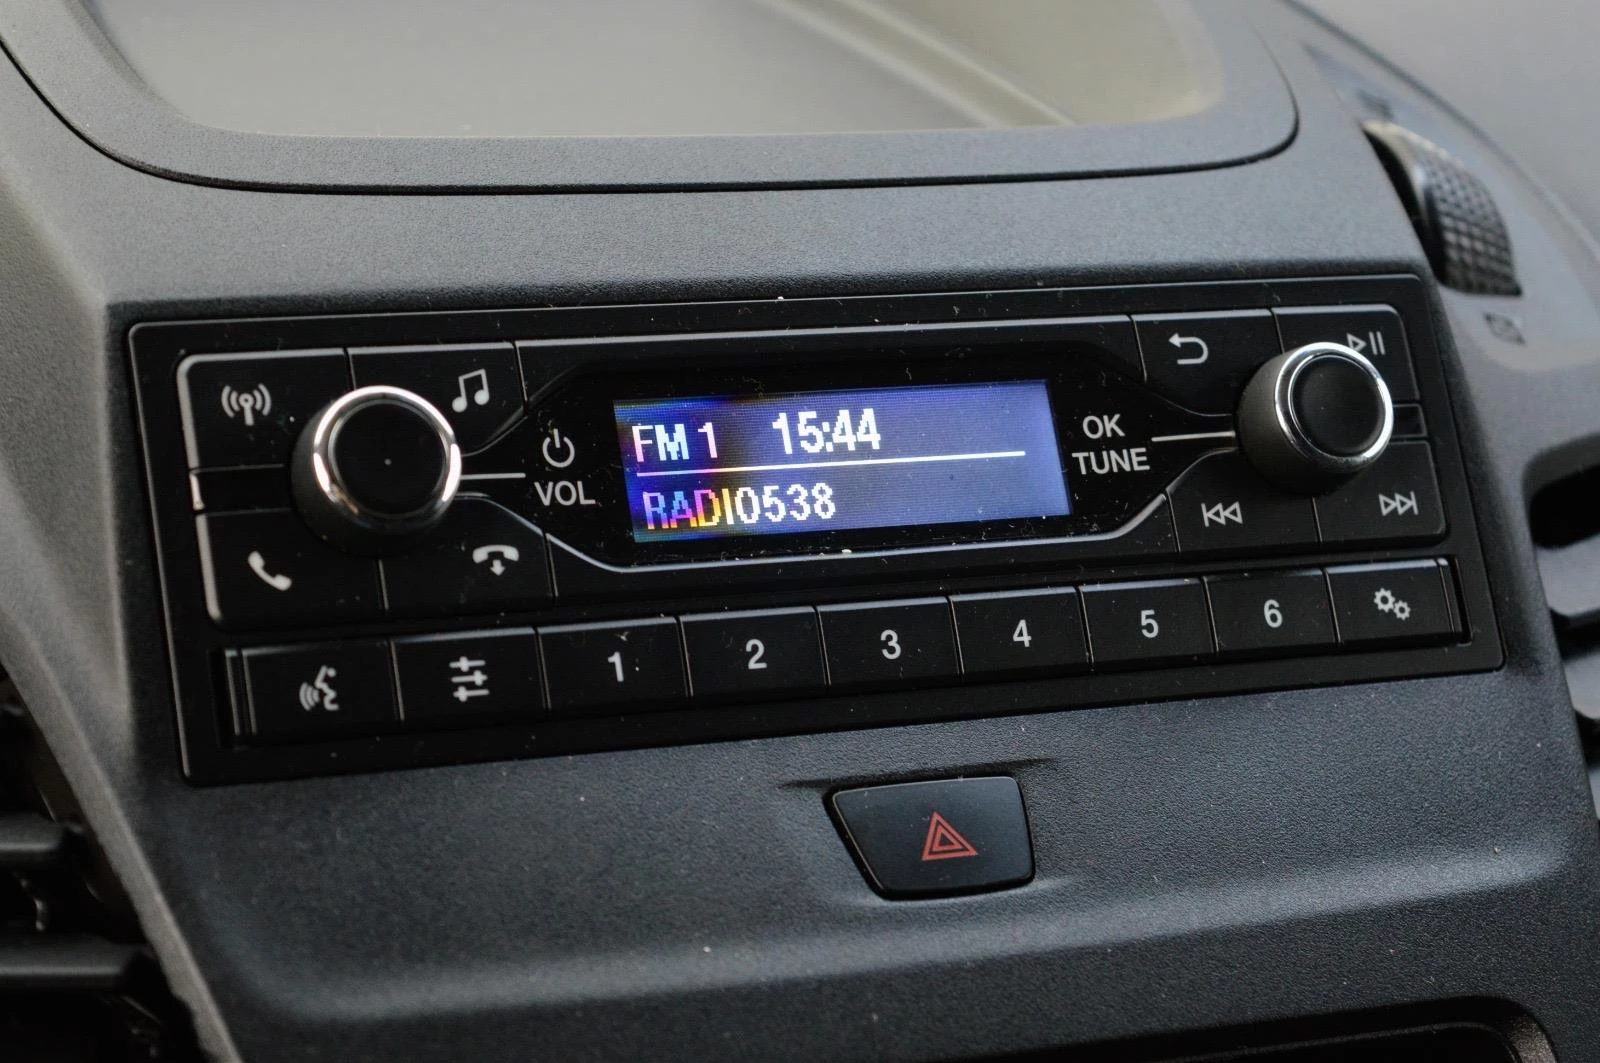 FM 1 15:44
RADIO538
VOL
OK
TUNE
1 2 3 4 5 6